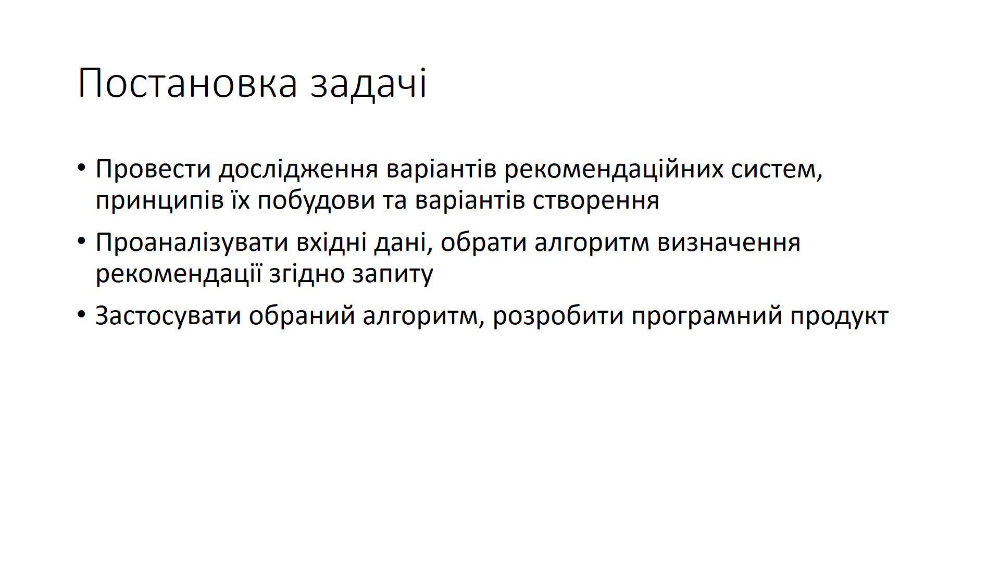 Постановка задачі
• Провести дослідження варіантів рекомендаційних систем,
принципів їх побудови та варіантів створення
• Проаналізувати вхідні дані, обрати алгоритм визначення
рекомендації згідно запиту
• Застосувати обраний алгоритм, розробити програмний продукт